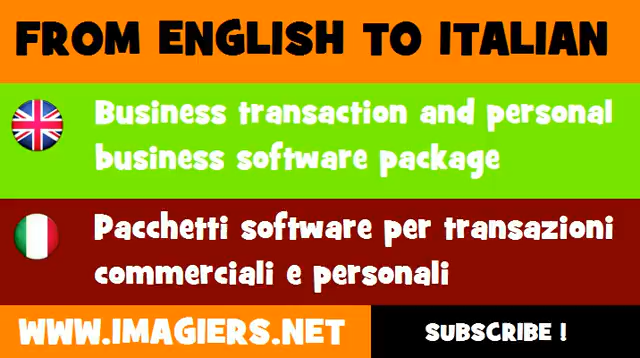 FROM ENGLISH TO ITALIAN
Business transaction and personal
business software package
Pacchetti software per transazioni
commerciali e personali
WWW.IMAGIERS.NET
SUBSCRIBE !